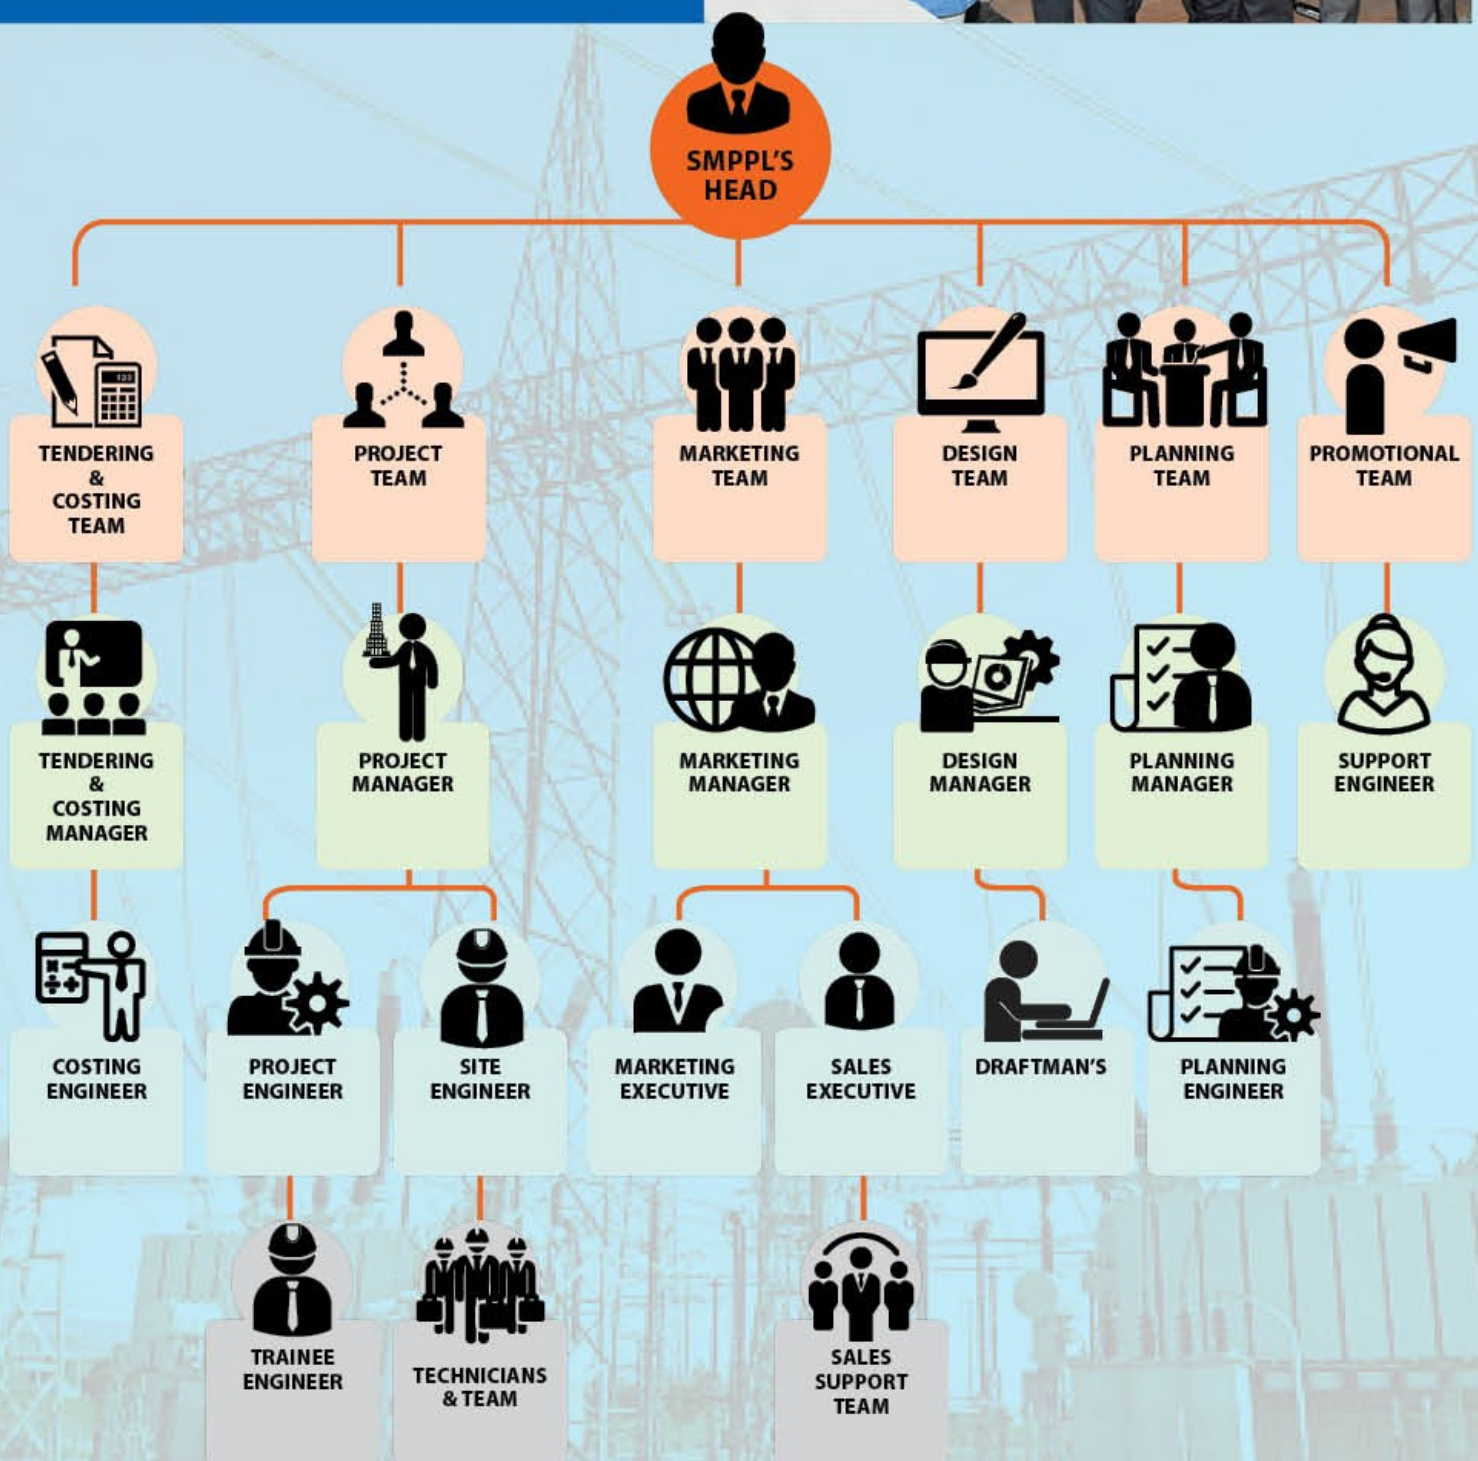 SMPPL'S
HEAD
TENDERING
&
COSTING
TEAM
PROJECT
TEAM
MARKETING
TEAM
DESIGN
TEAM
PLANNING
TEAM
PROMOTIONAL
TEAM
TENDERING
&
COSTING
MANAGER
PROJECT
MANAGER
MARKETING
MANAGER
DESIGN
MANAGER
PLANNING
MANAGER
SUPPORT
ENGINEER
COSTING
ENGINEER
PROJECT
ENGINEER
SITE
ENGINEER
MARKETING
EXECUTIVE
SALES
EXECUTIVE
DRAFTMAN'S
PLANNING
ENGINEER
TRAINEE
ENGINEER
TECHNICIANS
& TEAM
SALES
SUPPORT
TEAM